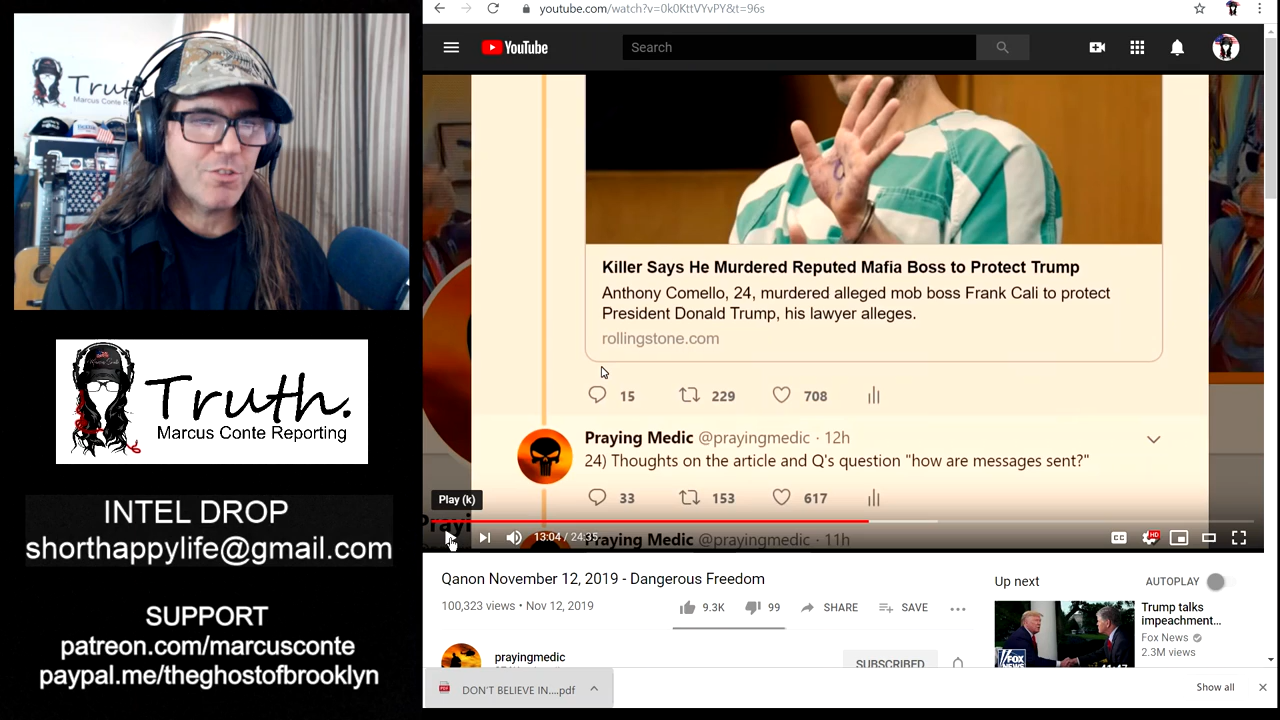 Truth.
Marcus Conte Reporting
INTEL DROP
shorthappylife@gmail.com
SUPPORT
patreon.com/marcusconte
paypal.me/theghostofbrooklyn
youtube.com/watch?v=0k0KttVYvPY&t=96s
YouTube
Search
Killer Says He Murdered Reputed Mafia Boss to Protect Trump
Anthony Comello, 24, murdered alleged mob boss Frank Cali to protect
President Donald Trump, his lawyer alleges.
rollingstone.com
15 229 708
Praying Medic @prayingmedic · 12h
24) Thoughts on the article and Q's question "how are messages sent?"
33 153 617
Play (k)
Praying Medic @prayingmedic · 11h
13:04 / 24:35
CC HD
Qanon November 12, 2019 - Dangerous Freedom
100,323 views • Nov 12, 2019
9.3K 99 SHARE SAVE
prayingmedic
SUBSCRIBED
Up next
AUTOPLAY
Trump talks
impeachment...
Fox News
2.3M views
FOX
NEWS
DON'T BELIEVE IN....pdf
Show all